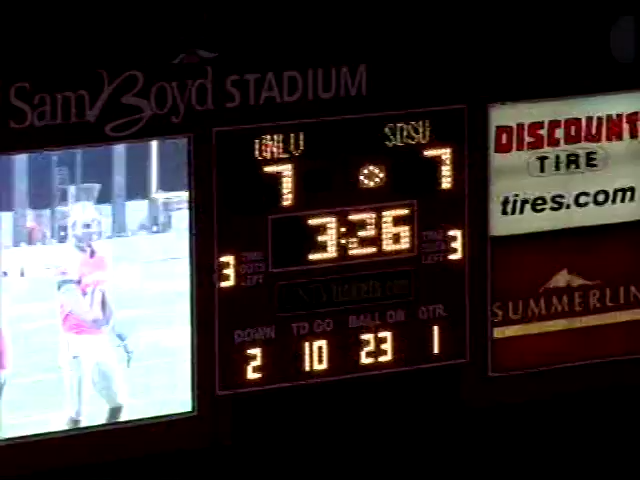 Sam Boyd STADIUM
UNLV SDSU
7 7
3:26
3 TIME OUTS LEFT
TIME OUTS LEFT 3
DOWN TO GO BALL ON QTR.
2 10 23 1
DISCOUNT
TIRE
tires.com
SUMMERLIN